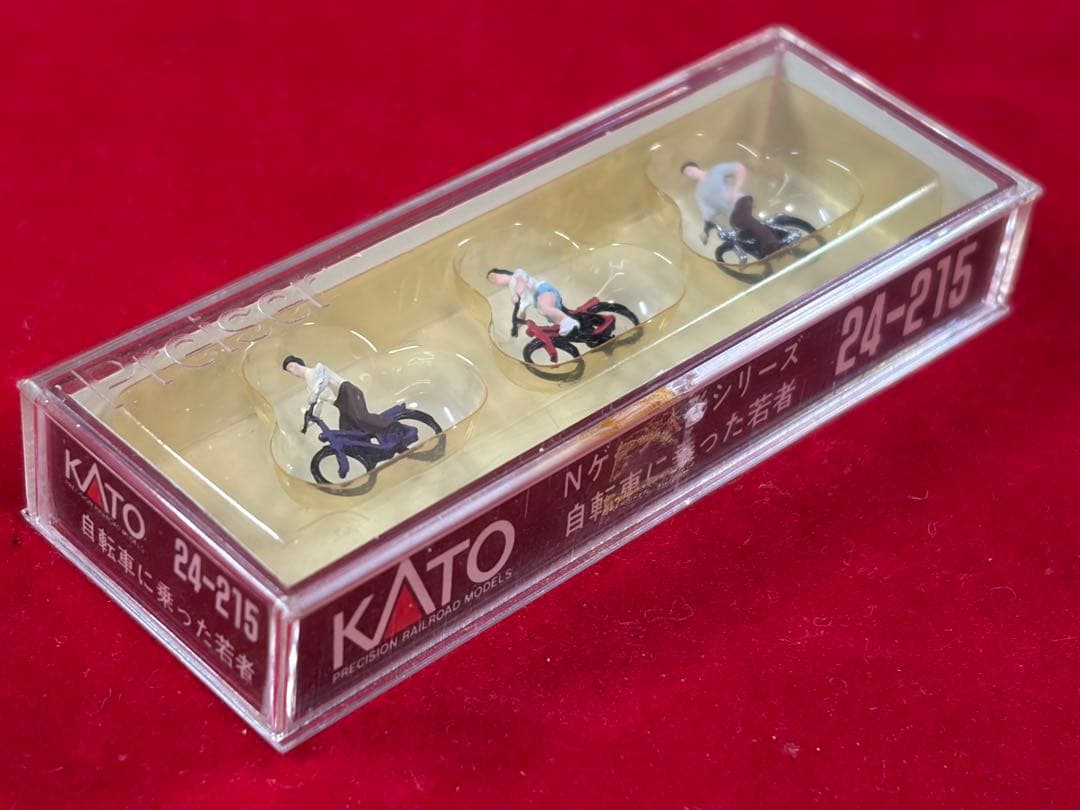 Preiser
KATO
24-215
自転車に乗った若者
KATO
PRECISION RAILROAD MODELS
Nゲ
シリーズ
自転車に乗った若者
24-215